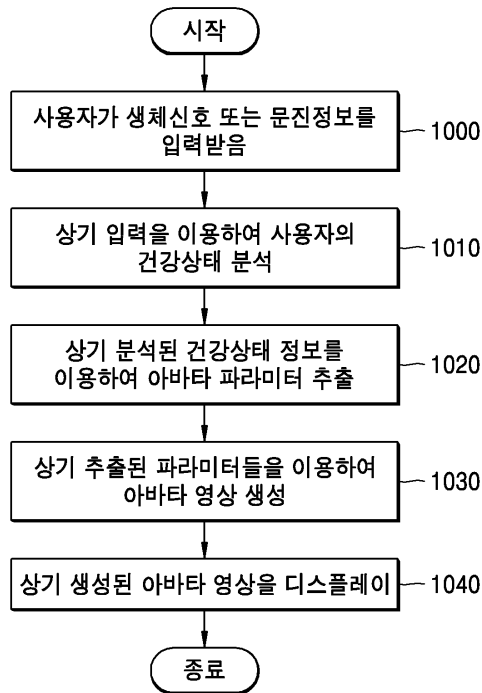 시작
사용자가 생체신호 또는 문진정보를
입력받음
1000
상기 입력을 이용하여 사용자의
건강상태 분석
1010
상기 분석된 건강상태 정보를
이용하여 아바타 파라미터 추출
1020
상기 추출된 파라미터들을 이용하여
아바타 영상 생성
1030
상기 생성된 아바타 영상을 디스플레이
1040
종료